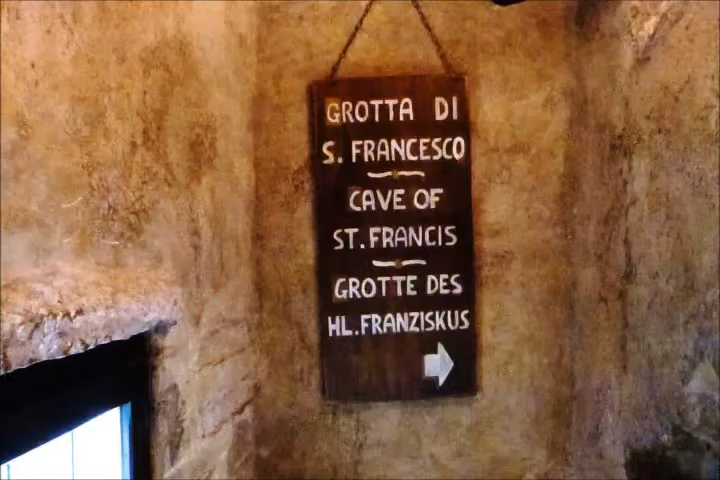 GROTTA DI
S. FRANCESCO
CAVE OF
ST. FRANCIS
GROTTE DES
HL. FRANZISKUS